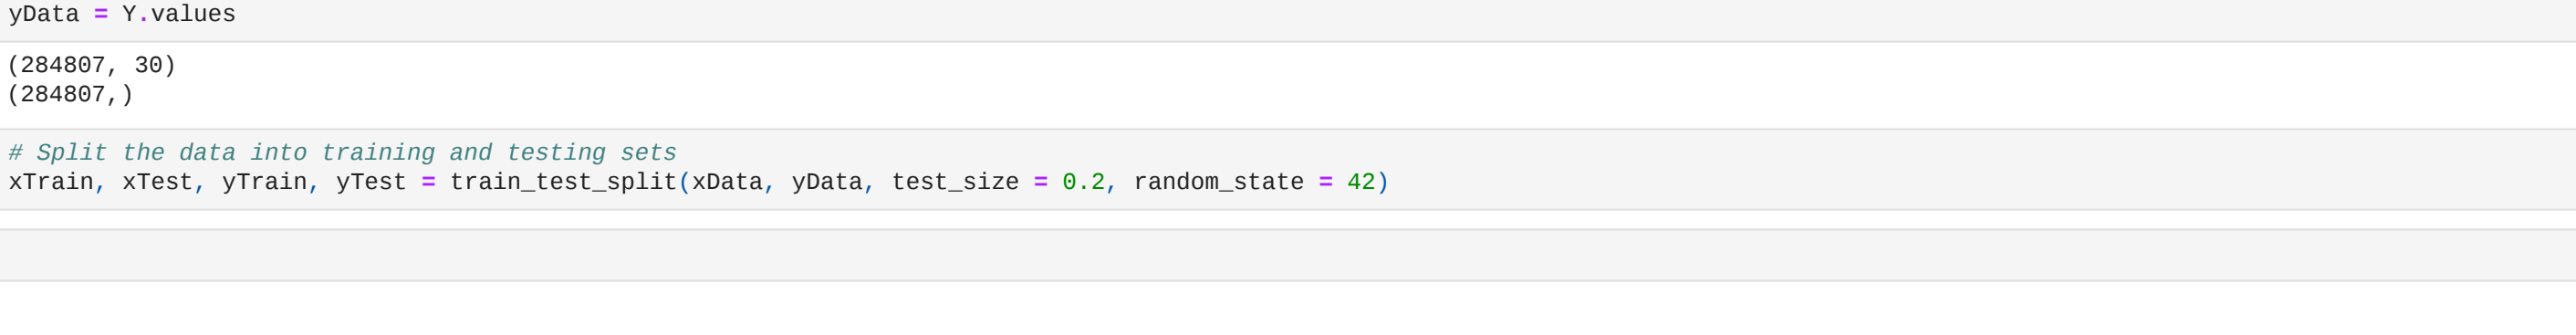 yData = Y.values
(284807, 30)
(284807,)
# Split the data into training and testing sets
xTrain, xTest, yTrain, yTest = train_test_split(xData, yData, test_size = 0.2, random_state = 42)